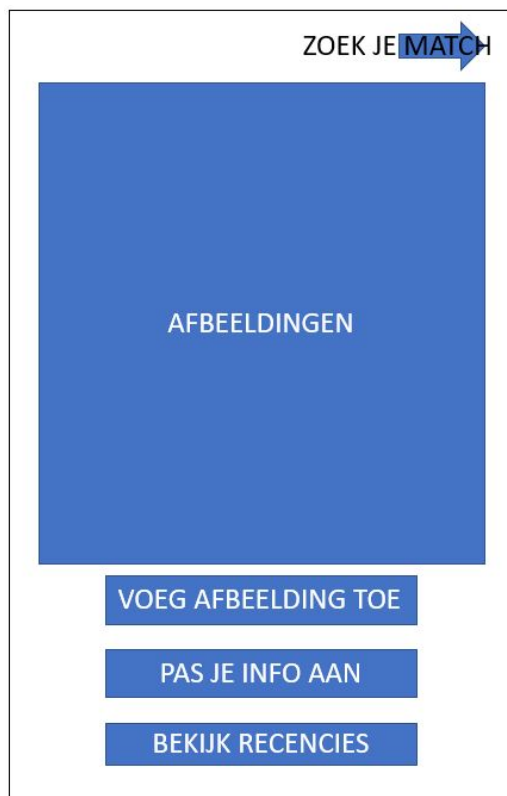 ZOEK JE MATCH
AFBEELDINGEN
VOEG AFBEELDING TOE
PAS JE INFO AAN
BEKIJK RECENCIES